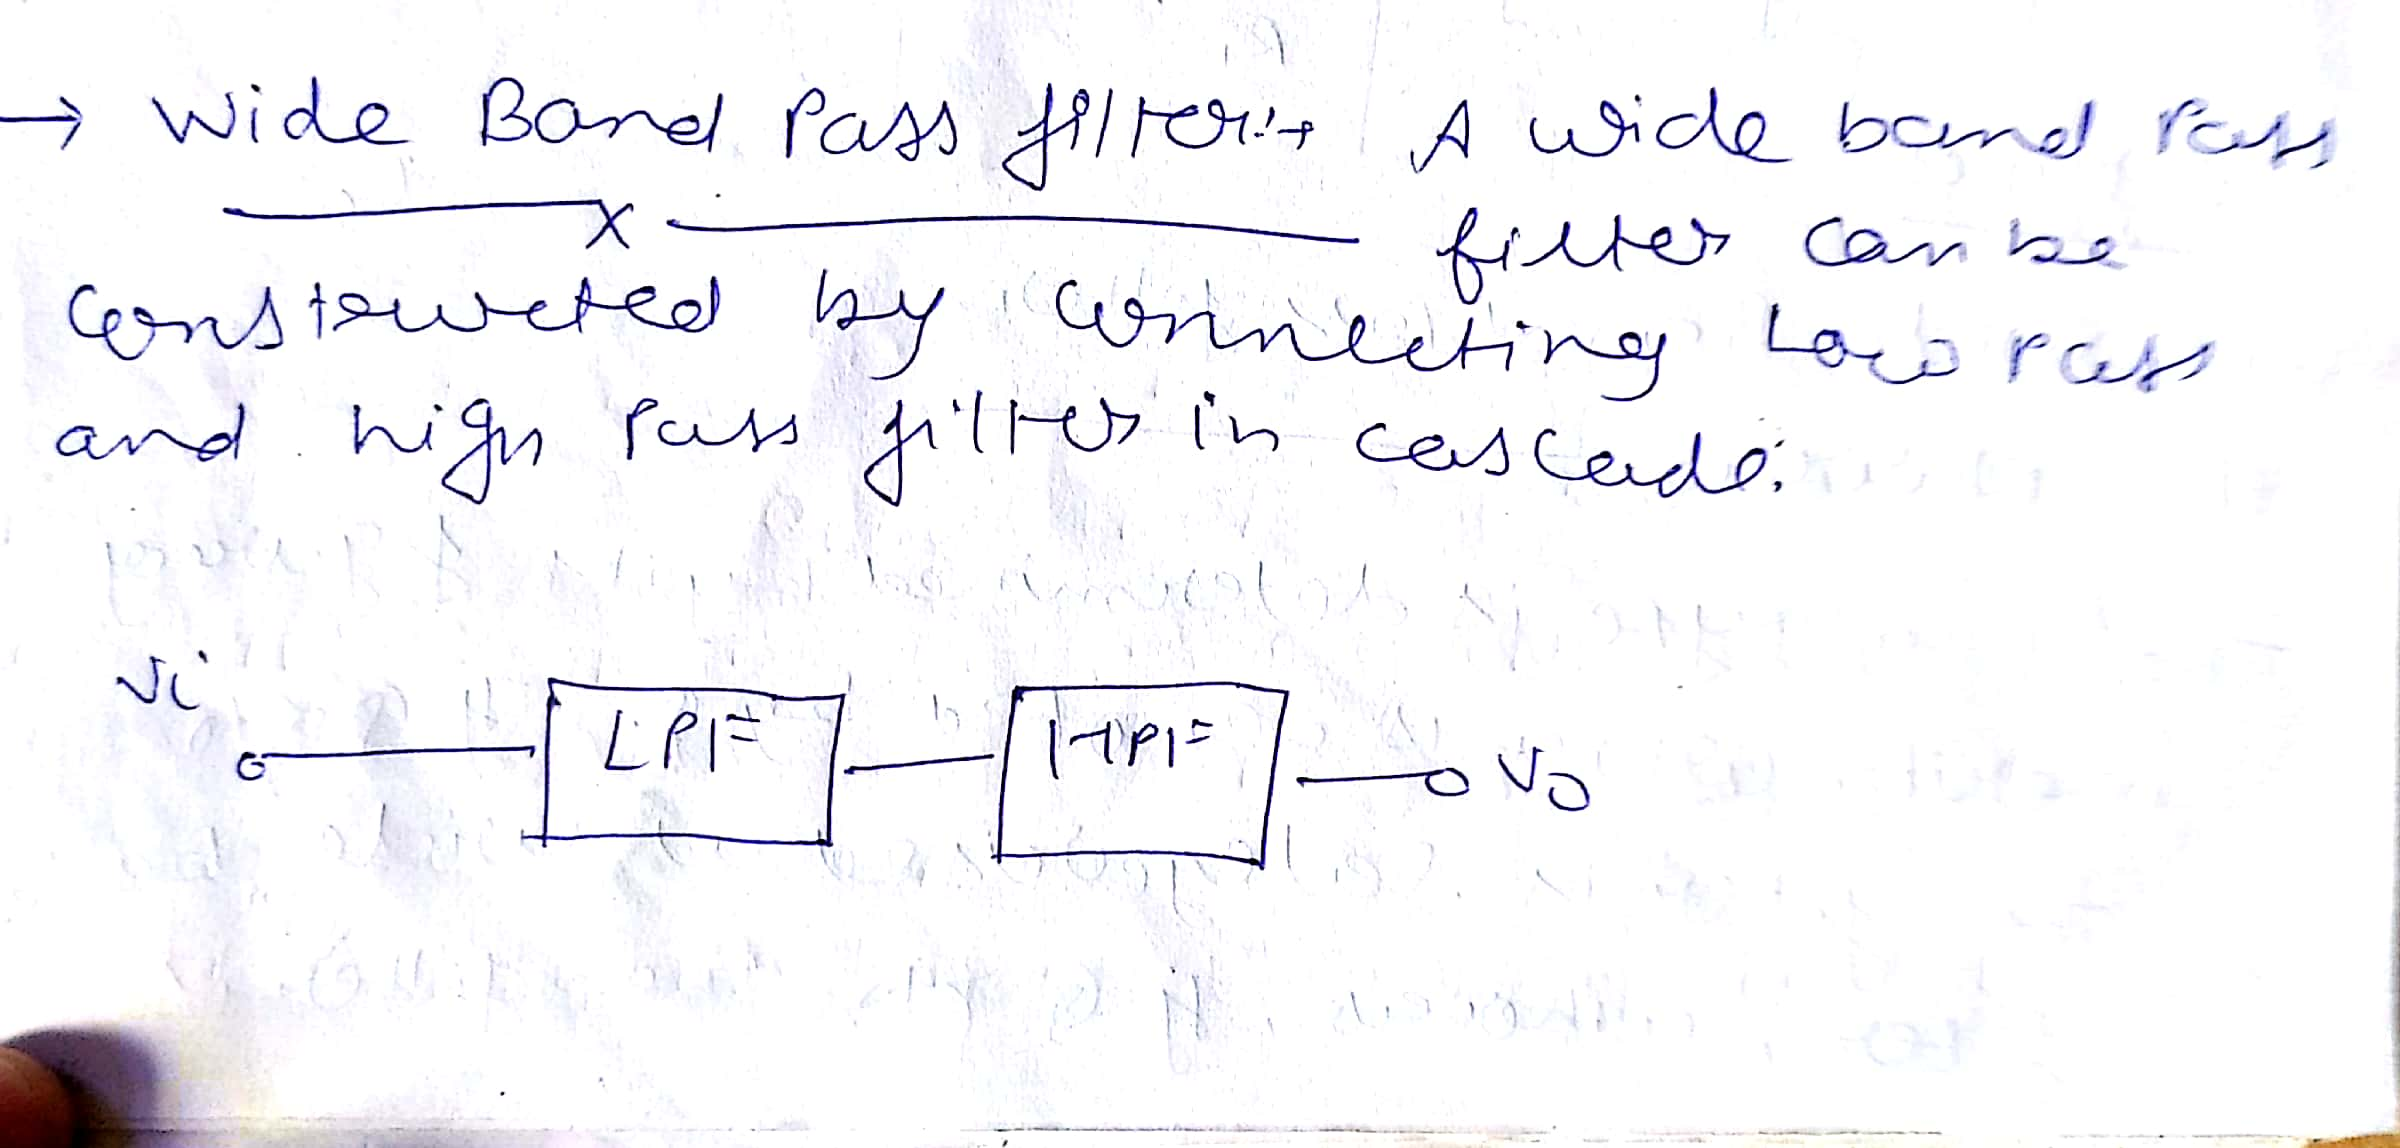 → Wide Band Pass filter:→ A wide band Pass
filter can be
Constructed by connecting Low Pass
and high Pass filter in cascade.
Vi
LPF
HPF
Vo